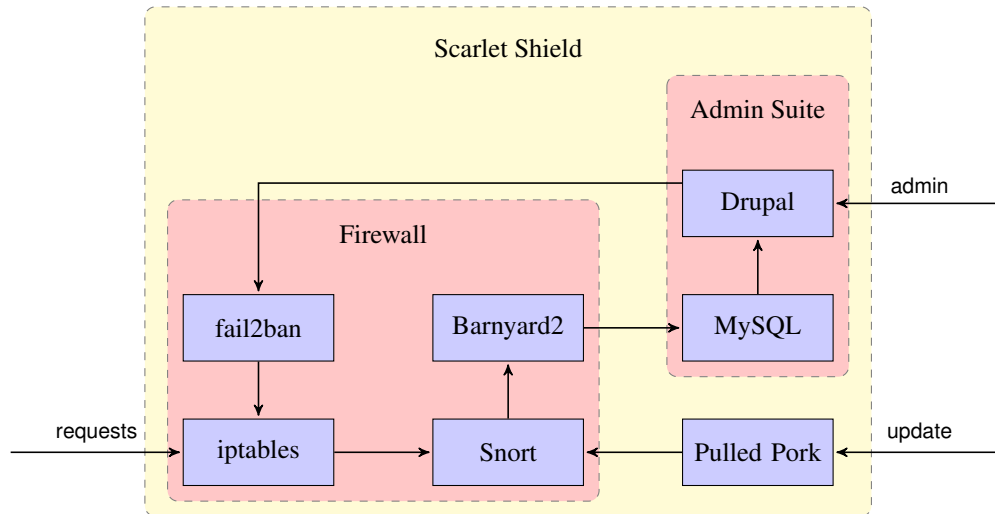 Scarlet Shield
Admin Suite
Drupal
admin
Firewall
fail2ban
Barnyard2
MySQL
requests
iptables
Snort
Pulled Pork
update